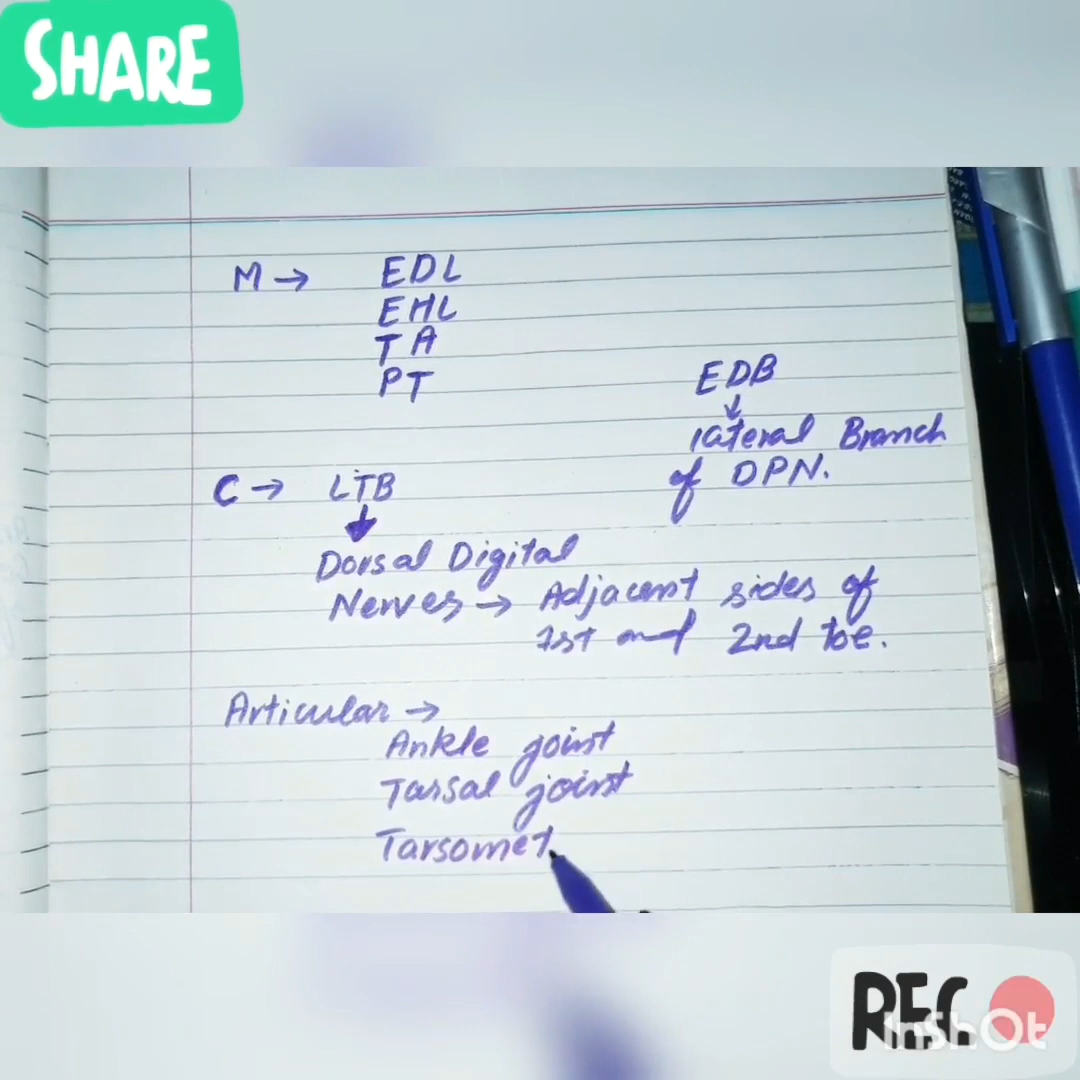 SHARE
M → EDL
EHL
TA
PT
EDB
↓
lateral Branch
of DPN.
C → LTB
↓
Dorsal Digital
Nerves → Adjacent sides of
1st and 2nd toe.
Articular →
Ankle joint
Tarsal joint
Tarsomet
REC
InShOt